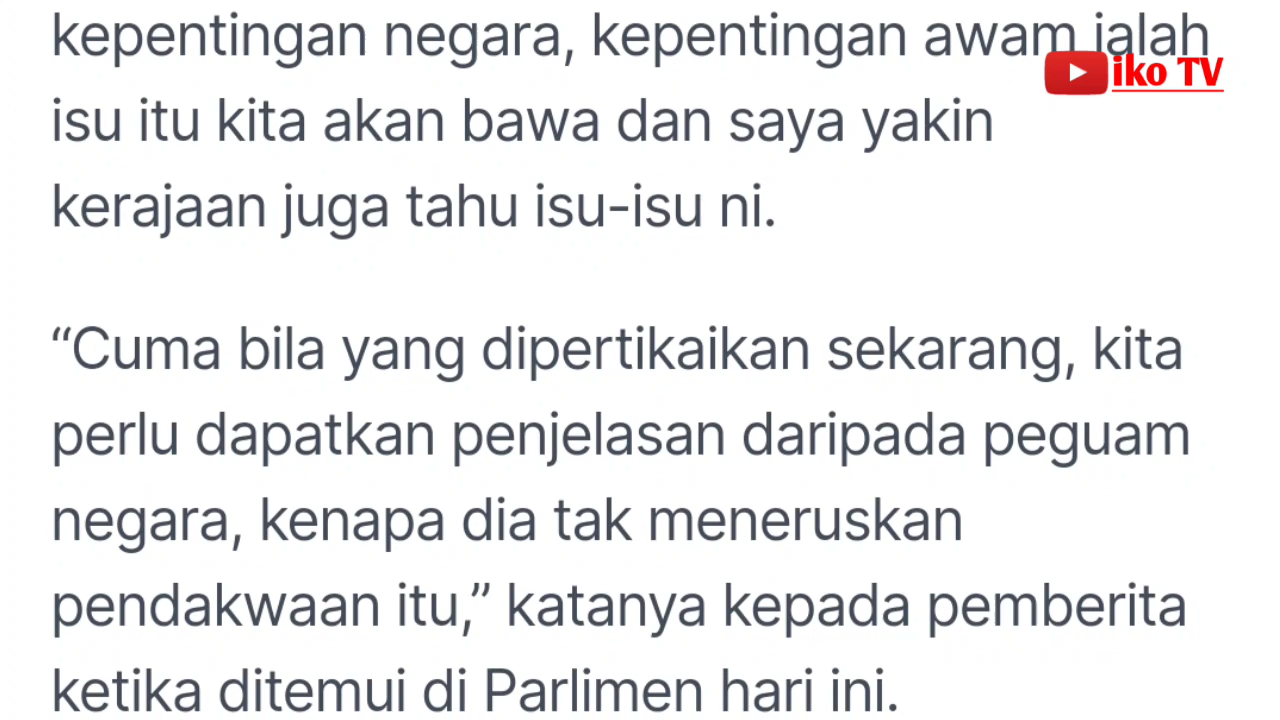 kepentingan negara, kepentingan awam ialah
iko TV
isu itu kita akan bawa dan saya yakin
kerajaan juga tahu isu-isu ni.
“Cuma bila yang dipertikaikan sekarang, kita
perlu dapatkan penjelasan daripada peguam
negara, kenapa dia tak meneruskan
pendakwaan itu,” katanya kepada pemberita
ketika ditemui di Parlimen hari ini.